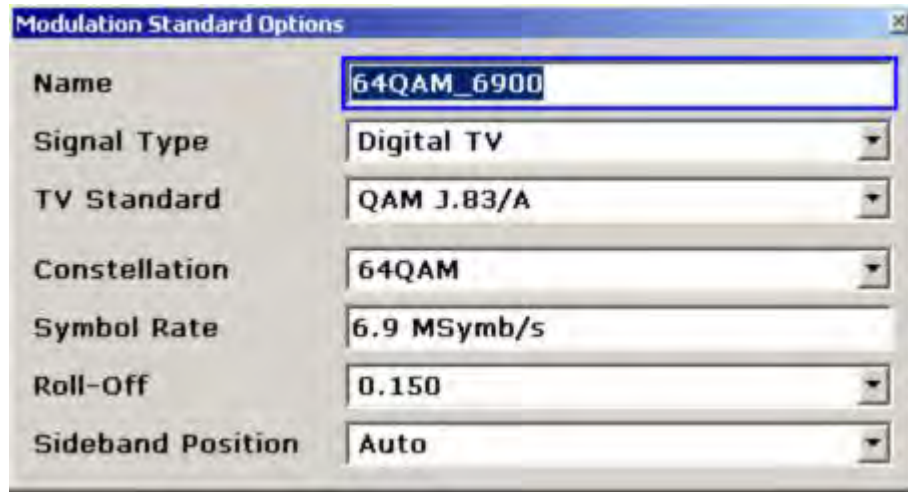 Modulation Standard Options
Name 64QAM_6900
Signal Type Digital TV
TV Standard QAM J.83/A
Constellation 64QAM
Symbol Rate 6.9 MSymb/s
Roll-Off 0.150
Sideband Position Auto